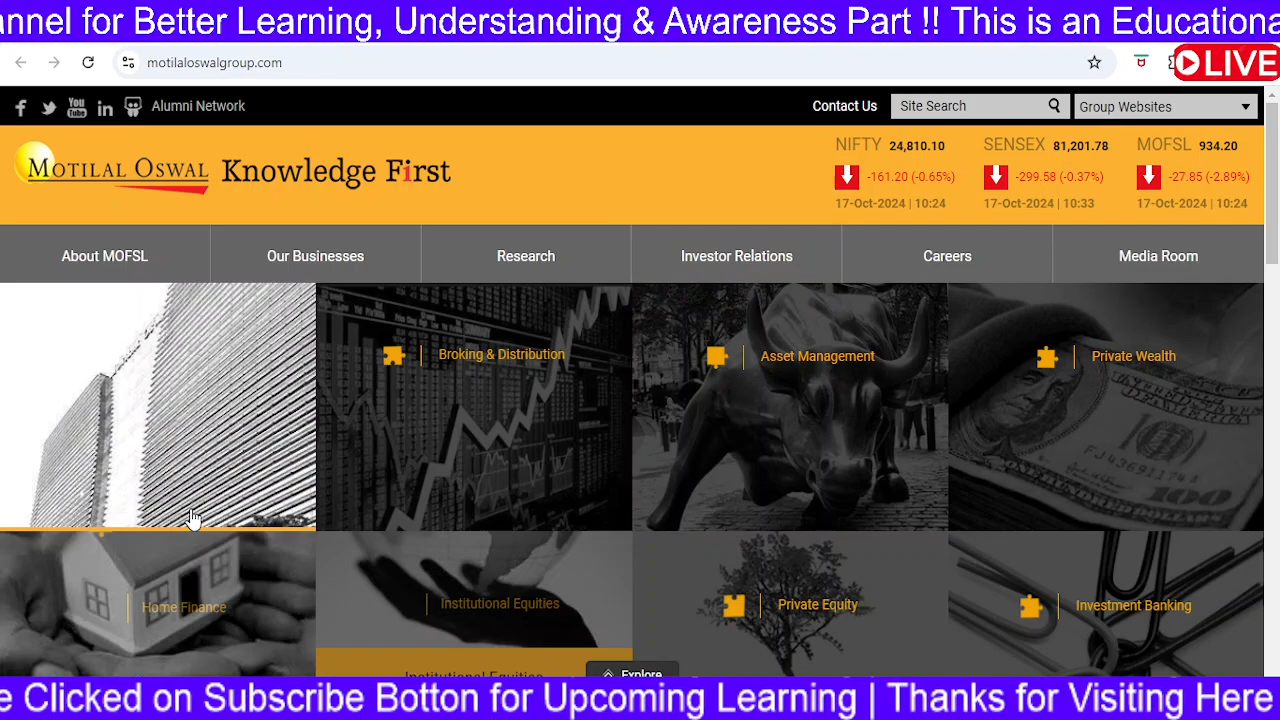 annel for Better Learning, Understanding & Awareness Part !! This is an Educationa
motilaloswalgroup.com
LIVE
Alumni Network
Contact Us
Site Search
Group Websites
MOTILAL OSWAL
Knowledge First
NIFTY 24,810.10
-161.20 (-0.65%)
17-Oct-2024 | 10:24
SENSEX 81,201.78
-299.58 (-0.37%)
17-Oct-2024 | 10:33
MOFSL 934.20
-27.85 (-2.89%)
17-Oct-2024 | 10:24
About MOFSL
Our Businesses
Research
Investor Relations
Careers
Media Room
Broking & Distribution
Asset Management
Private Wealth
Home Finance
Institutional Equities
Private Equity
Investment Banking
Institutional Equities
Explore
e Clicked on Subscribe Botton for Upcoming Learning | Thanks for Visiting Here